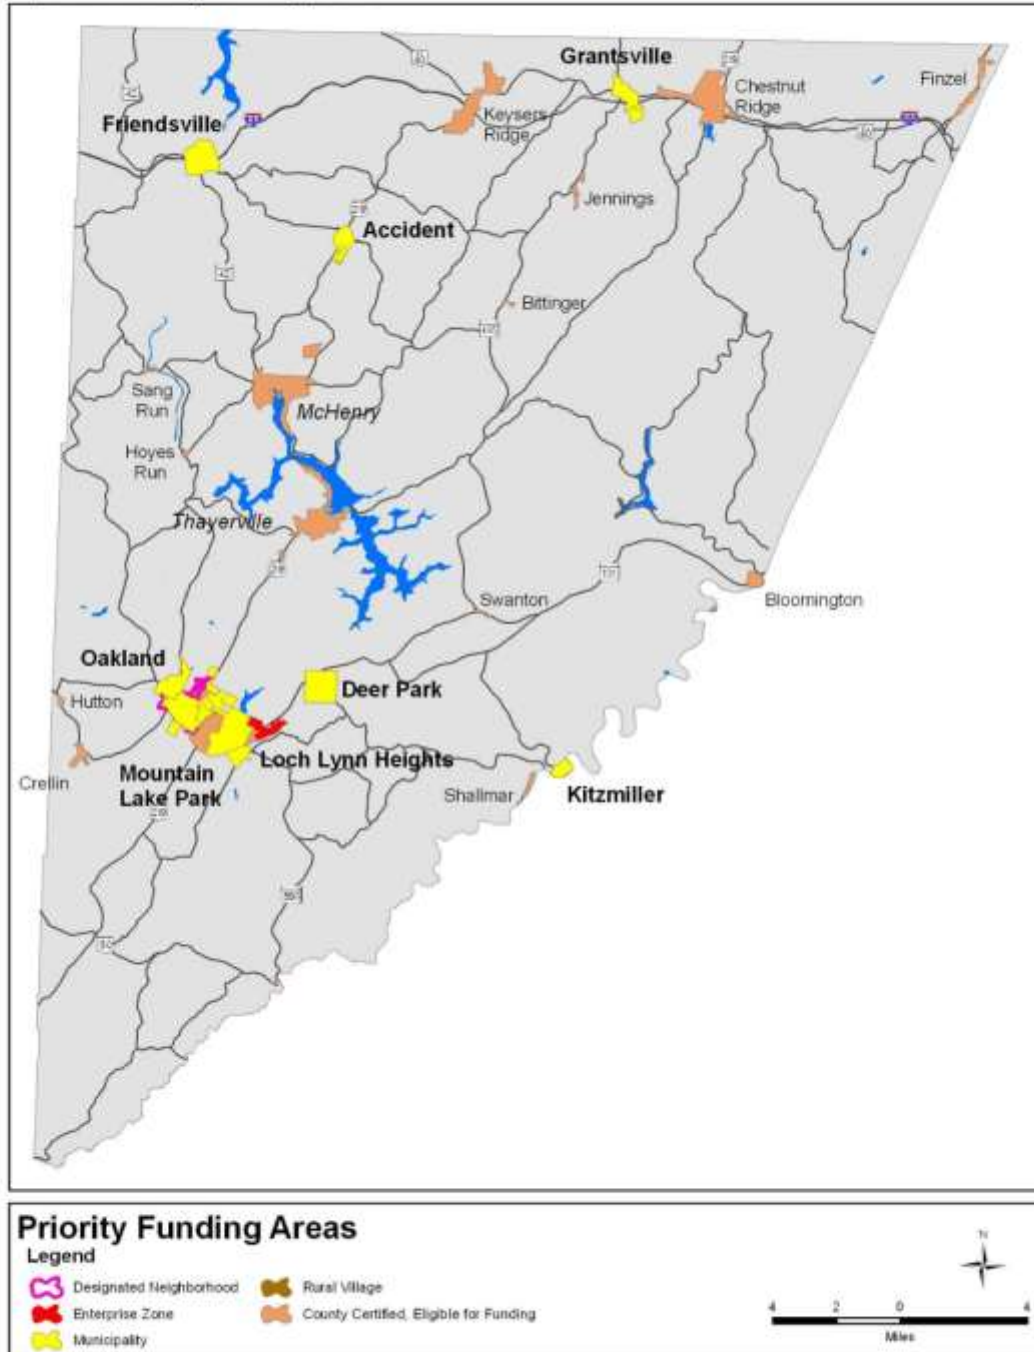 Grantsville
Finzel
Chestnut
Ridge
Keysers
Ridge
Friendsville
Jennings
Accident
Bittinger
Sang
Run
McHenry
Hoyes
Run
Thayerville
Swanton
Bloomington
Oakland
Deer Park
Hutton
Loch Lynn Heights
Crellin
Mountain
Lake Park
Shallmar
Kitzmiller
Priority Funding Areas
Legend
Designated Neighborhood
Rural Village
Enterprise Zone
County Certified, Eligible for Funding
Municipality
N
4 2 0 4
Miles